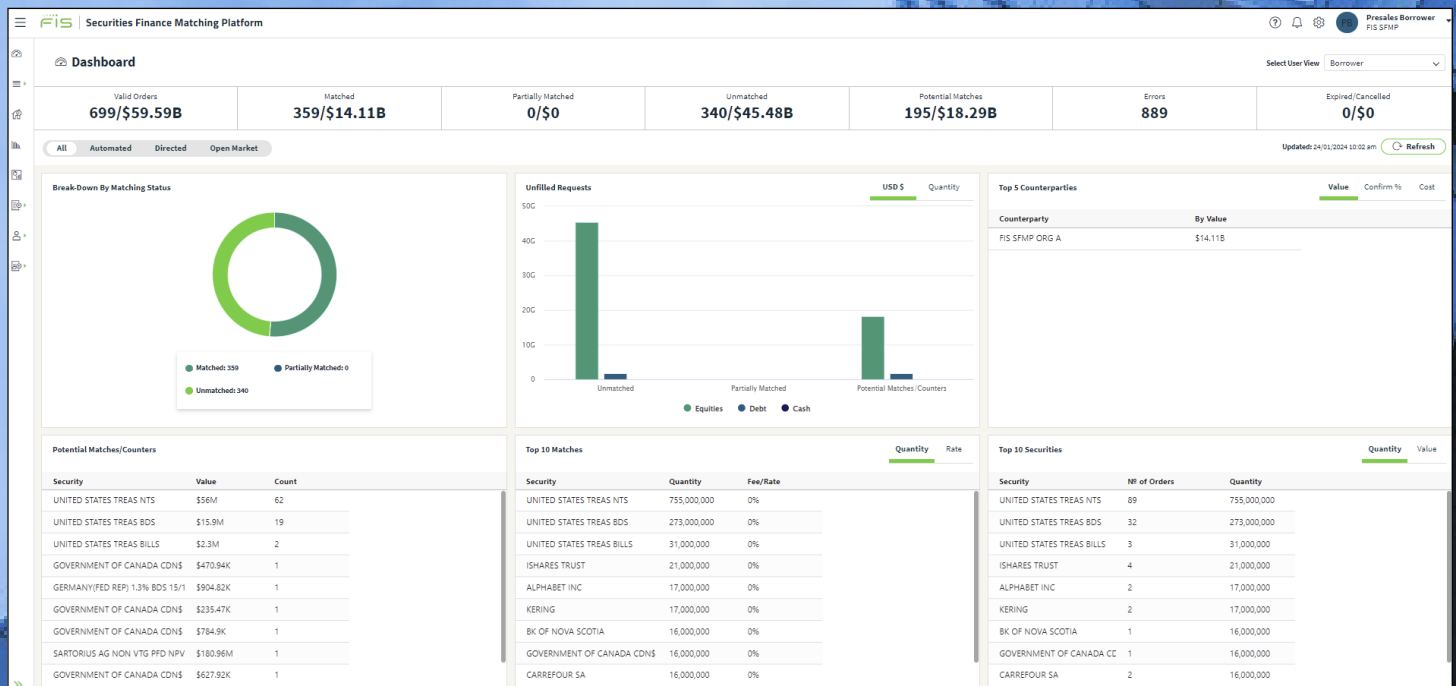 FIS Securities Finance Matching Platform
PB Presales Borrower
FIS SFMP
Dashboard
Select User View Borrower
Valid Orders
699/$59.59B
Matched
359/$14.11B
Partially Matched
0/$0
Unmatched
340/$45.48B
Potential Matches
195/$18.29B
Errors
889
Expired/Cancelled
0/$0
All Automated Directed Open Market
Updated: 24/01/2024 10:02 am Refresh
Break-Down By Matching Status
Matched: 359 Partially Matched: 0
Unmatched: 340
Unfilled Requests USD $ Quantity
50G
40G
30G
20G
10G
0
Unmatched Partially Matched Potential Matches/Counters
Equities Debt Cash
Top 5 Counterparties Value Confirm % Cost
Counterparty By Value
FIS SFMP ORG A $14.11B
Potential Matches/Counters
Security Value Count
UNITED STATES TREAS NTS $56M 62
UNITED STATES TREAS BDS $15.9M 19
UNITED STATES TREAS BILLS $2.3M 2
GOVERNMENT OF CANADA CDN$ $470.94K 1
GERMANY(FED REP) 1.3% BDS 15/1 $904.82K 1
GOVERNMENT OF CANADA CDN$ $235.47K 1
GOVERNMENT OF CANADA CDN$ $784.9K 1
SARTORIUS AG NON VTG PFD NPV $180.96M 1
GOVERNMENT OF CANADA CDN$ $627.92K 1
Top 10 Matches Quantity Rate
Security Quantity Fee/Rate
UNITED STATES TREAS NTS 755,000,000 0%
UNITED STATES TREAS BDS 273,000,000 0%
UNITED STATES TREAS BILLS 31,000,000 0%
ISHARES TRUST 21,000,000 0%
ALPHABET INC 17,000,000 0%
KERING 17,000,000 0%
BK OF NOVA SCOTIA 16,000,000 0%
GOVERNMENT OF CANADA CDN$ 16,000,000 0%
CARREFOUR SA 16,000,000 0%
Top 10 Securities Quantity Value
Security Nº of Orders Quantity
UNITED STATES TREAS NTS 89 755,000,000
UNITED STATES TREAS BDS 32 273,000,000
UNITED STATES TREAS BILLS 3 31,000,000
ISHARES TRUST 4 21,000,000
ALPHABET INC 2 17,000,000
KERING 2 17,000,000
BK OF NOVA SCOTIA 1 16,000,000
GOVERNMENT OF CANADA CD 1 16,000,000
CARREFOUR SA 2 16,000,000